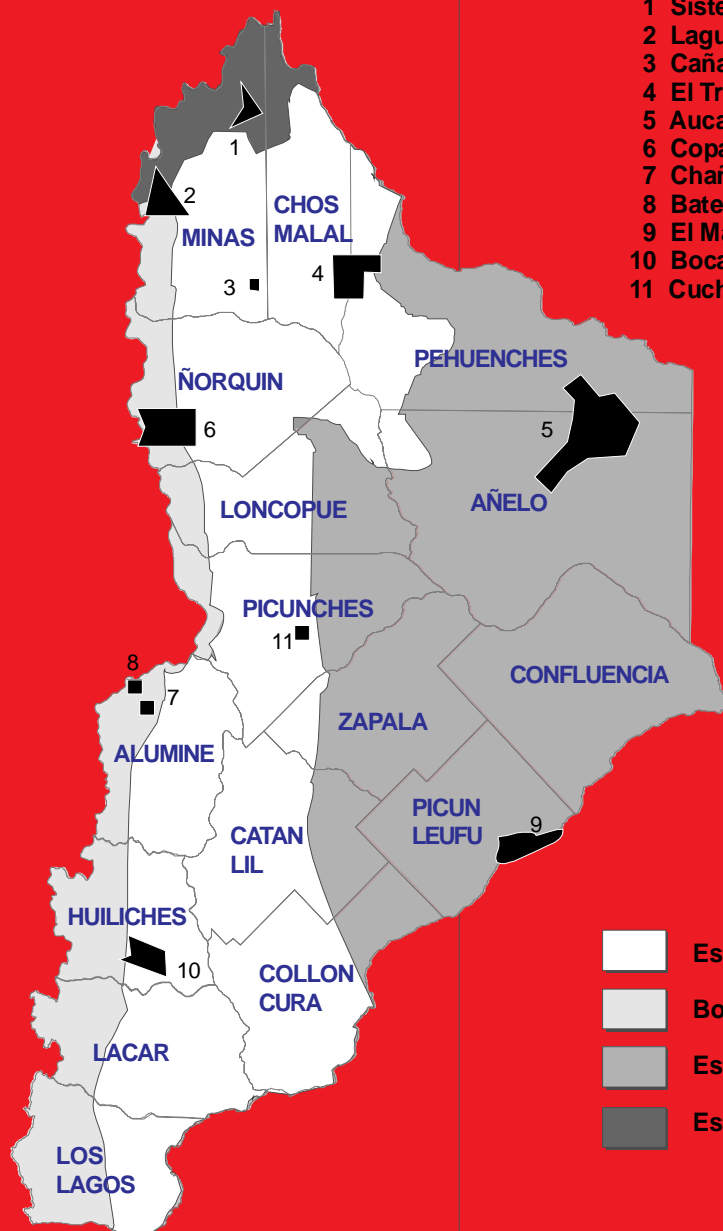 1 Siste
2 Lagu
3 Caña
4 El Tr
5 Auca
6 Copa
7 Chañ
8 Bate
9 El Ma
10 Boca
11 Cuch
1
2
CHOS
MALAL
MINAS
3
4
PEHUENCHES
ÑORQUIN
6
5
LONCOPUE
AÑELO
PICUNCHES
11
8
7
CONFLUENCIA
ZAPALA
ALUMINE
PICUN
LEUFU
9
CATAN
LIL
HUILICHES
10
COLLON
CURA
LACAR
LOS
LAGOS
Es
Bo
Es
Es